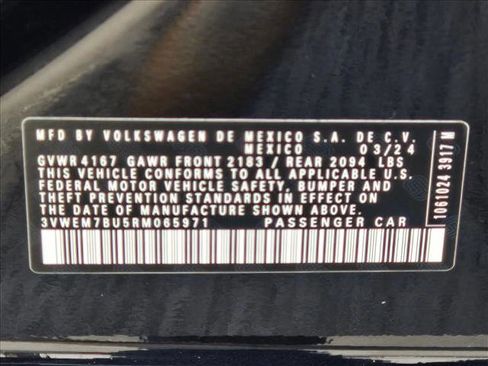 MFD BY VOLKSWAGEN DE MEXICO S.A. DE C.V.
MEXICO 03/24
GVWR 4167 GAWR FRONT 2183 / REAR 2094 LBS
THIS VEHICLE CONFORMS TO ALL APPLICABLE U.S.
FEDERAL MOTOR VEHICLE SAFETY, BUMPER AND
THEFT PREVENTION STANDARDS IN EFFECT ON
THE DATE OF MANUFACTURE SHOWN ABOVE.
3VWEM7BU5RM065971 PASSENGER CAR
1061024 3917 M